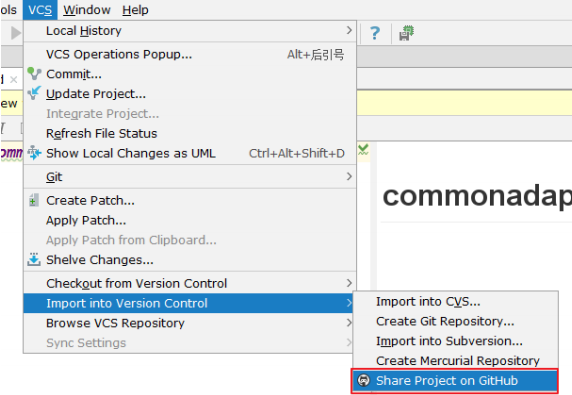 ols VCS Window Help
Local History
VCS Operations Popup... Alt+后引号
Commit...
ew
Update Project...
Integrate Project...
Refresh File Status
omm
Show Local Changes as UML Ctrl+Alt+Shift+D
Git
commonadap
Create Patch...
Apply Patch...
Apply Patch from Clipboard...
Shelve Changes...
Checkout from Version Control
Import into Version Control
Browse VCS Repository
Sync Settings
Import into CVS...
Create Git Repository...
Import into Subversion...
Create Mercurial Repository
Share Project on GitHub